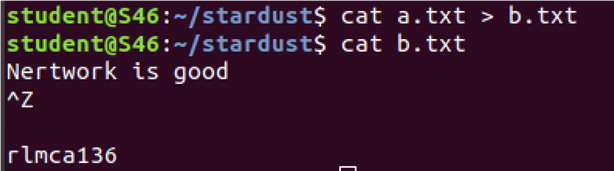 student@S46:~/stardust$ cat a.txt > b.txt
student@S46:~/stardust$ cat b.txt
Nertwork is good
^Z
rlmca136